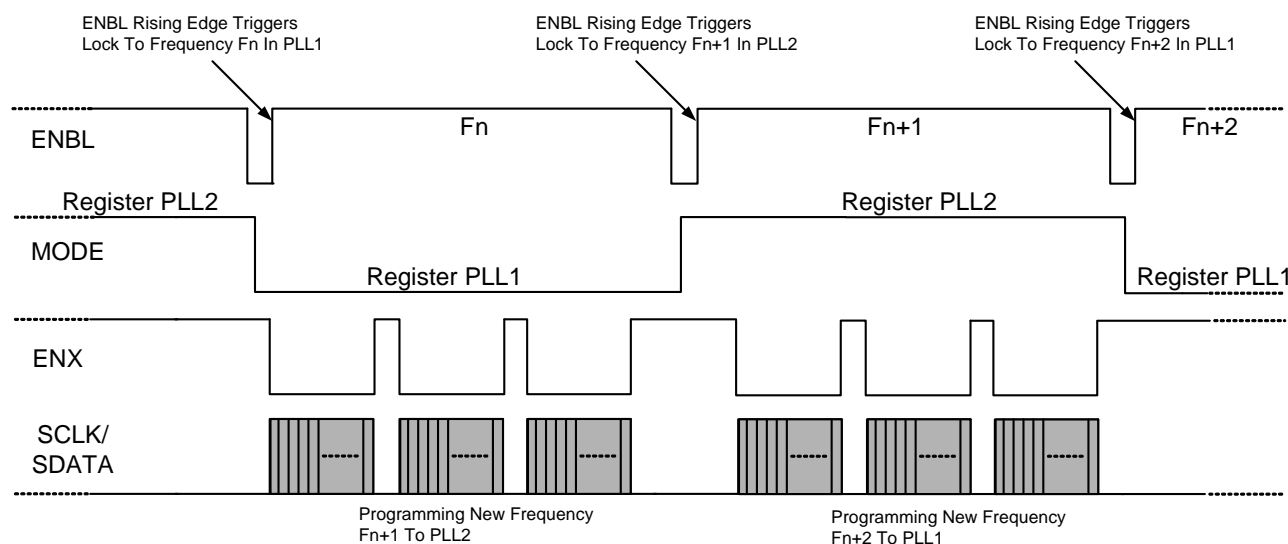 ENBL Rising Edge Triggers
Lock To Frequency Fn In PLL1
ENBL Rising Edge Triggers
Lock To Frequency Fn+1 In PLL2
ENBL Rising Edge Triggers
Lock To Frequency Fn+2 In PLL1
ENBL
Fn
Fn+1
Fn+2
Register PLL2
Register PLL2
MODE
Register PLL1
Register PLL1
ENX
SCLK/
SDATA
Programming New Frequency
Fn+1 To PLL2
Programming New Frequency
Fn+2 To PLL1